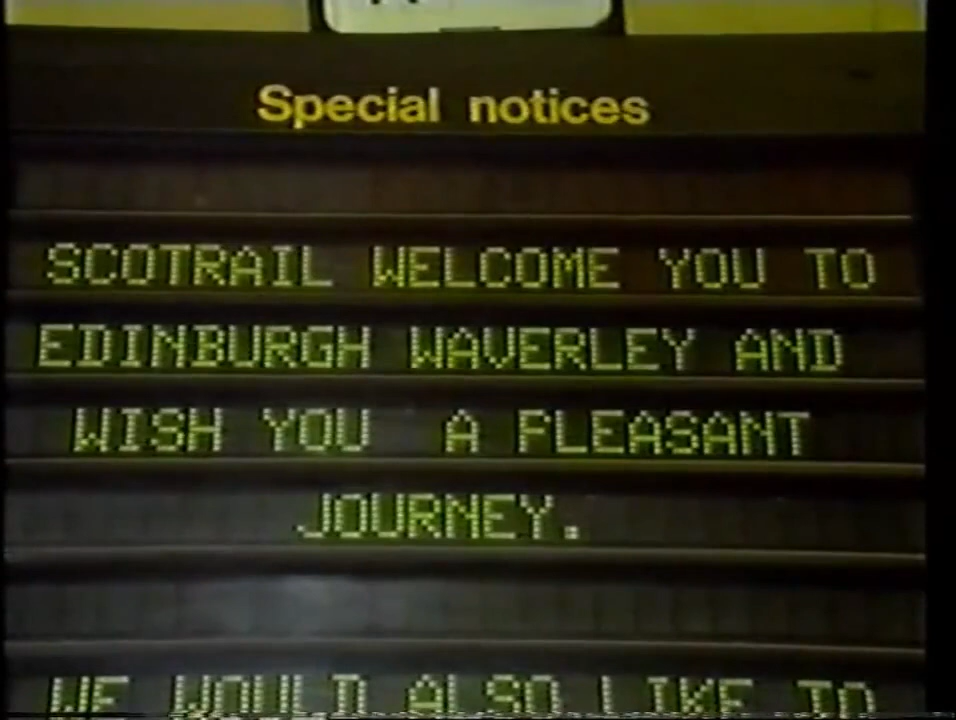 Special notices
SCOTRAIL WELCOME YOU TO
EDINBURGH WAVERLEY AND
WISH YOU A PLEASANT
JOURNEY.
WE WOULD ALSO LIKE TO